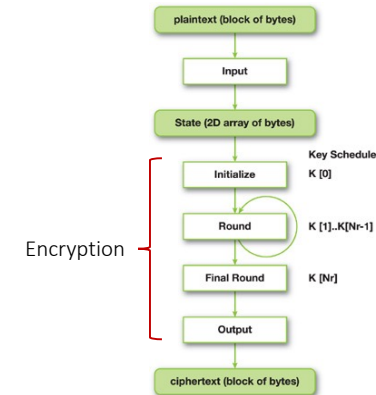 plaintext (block of bytes)
Input
State (2D array of bytes)
Key Schedule
Initialize K [0]
Round K [1]..K[Nr-1]
Encryption
Final Round K [Nr]
Output
ciphertext (block of bytes)